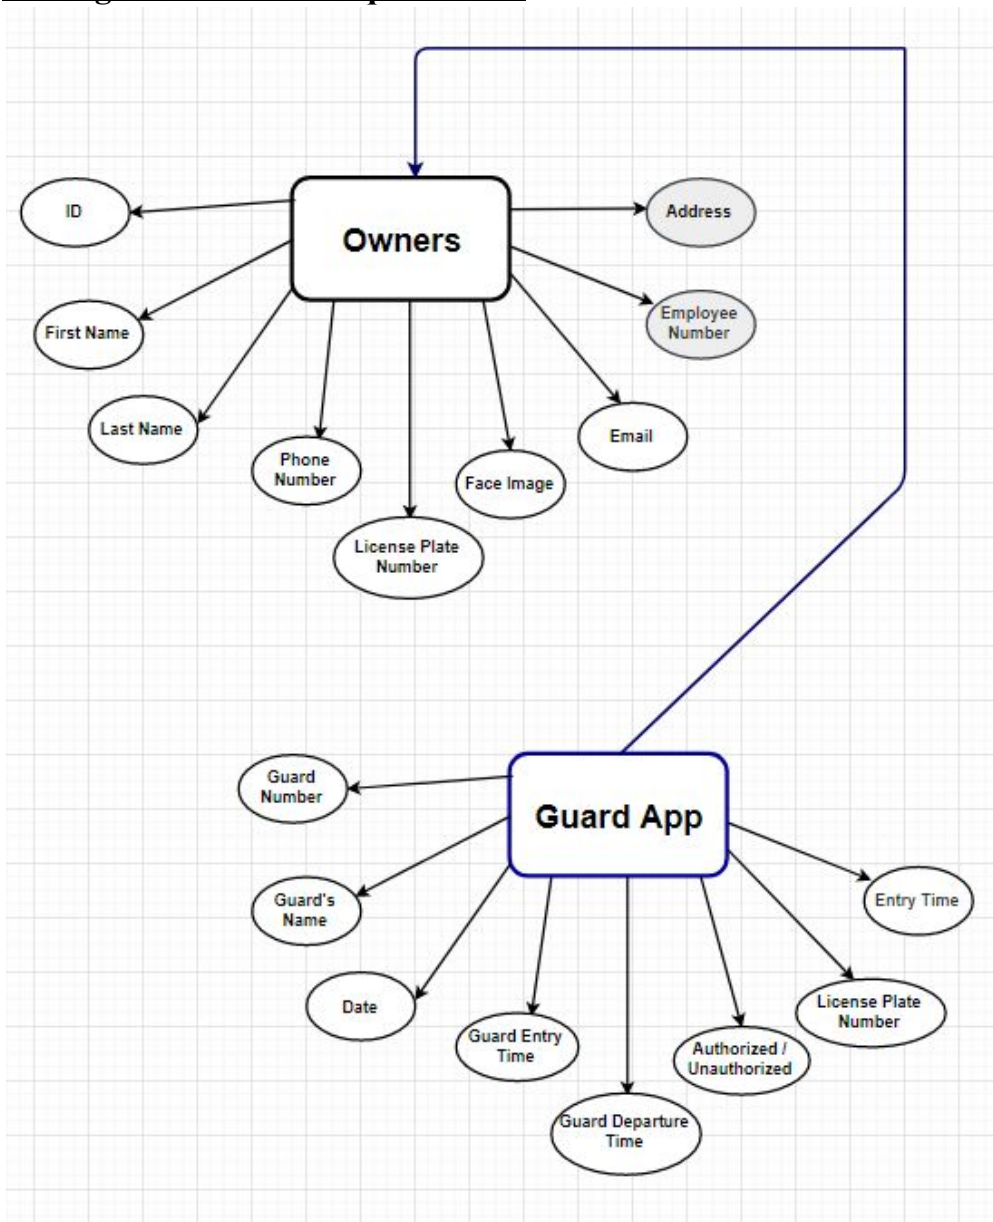 Owners
ID
Address
First Name
Employee
Number
Last Name
Email
Phone
Number
Face Image
License Plate
Number
Guard App
Guard
Number
Guard's
Name
Entry Time
Date
License Plate
Number
Guard Entry
Time
Authorized /
Unauthorized
Guard Departure
Time